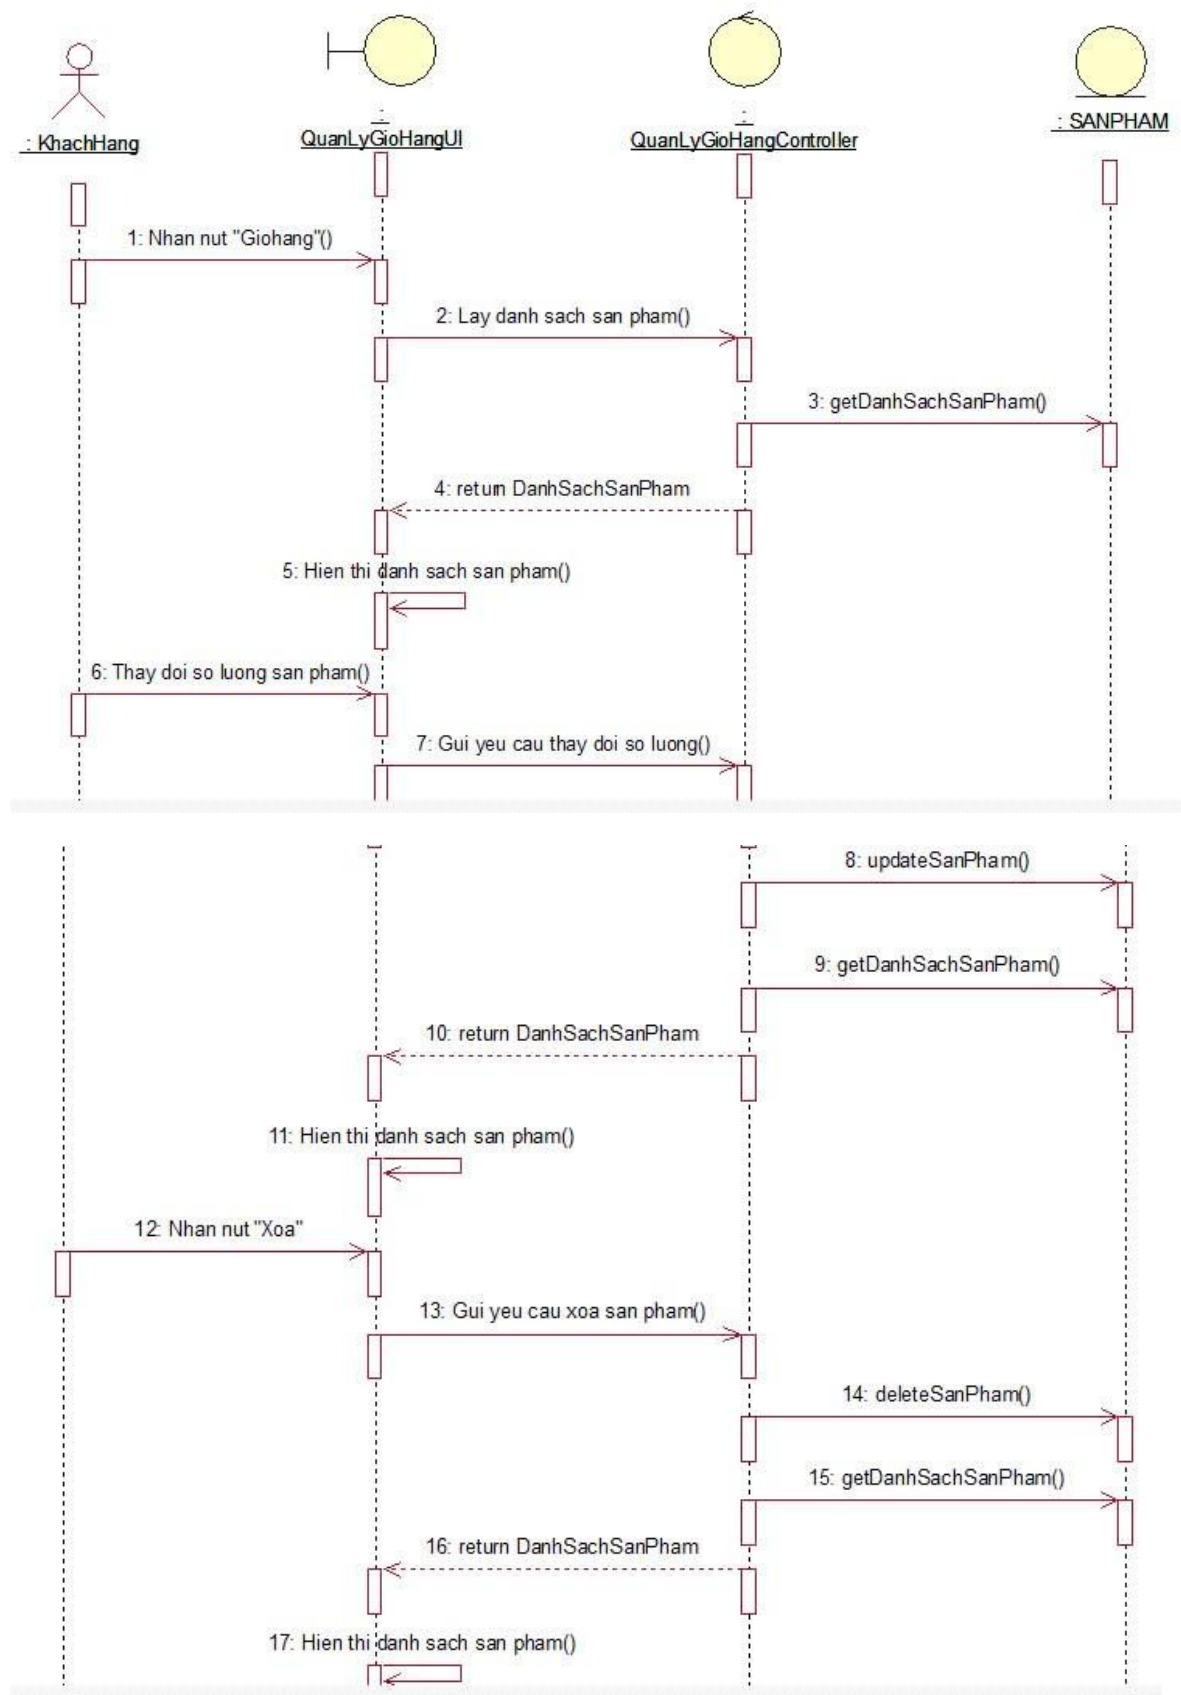 : KhachHang
:
QuanLyGioHangUI
:
QuanLyGioHangController
: SANPHAM
1: Nhan nut "Giohang"()
2: Lay danh sach san pham()
3: getDanhSachSanPham()
4: return DanhSachSanPham
5: Hien thi danh sach san pham()
6: Thay doi so luong san pham()
7: Gui yeu cau thay doi so luong()
8: updateSanPham()
9: getDanhSachSanPham()
10: return DanhSachSanPham
11: Hien thi danh sach san pham()
12: Nhan nut "Xoa"
13: Gui yeu cau xoa san pham()
14: deleteSanPham()
15: getDanhSachSanPham()
16: return DanhSachSanPham
17: Hien thi danh sach san pham()